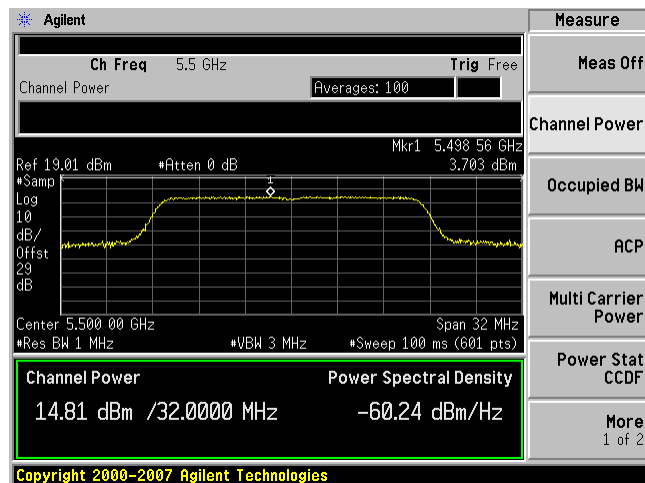 Agilent
Measure
Ch Freq 5.5 GHz Trig Free
Channel Power Averages: 100
Mkr1 5.498 56 GHz
Ref 19.01 dBm #Atten 0 dB 3.703 dBm
#Samp
Log
10
dB/
Offst
29
dB
1
Center 5.500 00 GHz Span 32 MHz
#Res BW 1 MHz #VBW 3 MHz #Sweep 100 ms (601 pts)
Channel Power Power Spectral Density
14.81 dBm /32.0000 MHz -60.24 dBm/Hz
Meas Off
Channel Power
Occupied BW
ACP
Multi Carrier
Power
Power Stat
CCDF
More
1 of 2
Copyright 2000-2007 Agilent Technologies